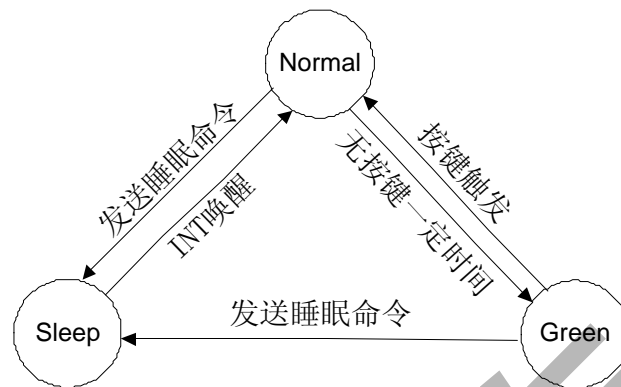 Normal
发送睡眠命令
INT唤醒
无按键一定时间
按键触发
发送睡眠命令
Sleep
Green